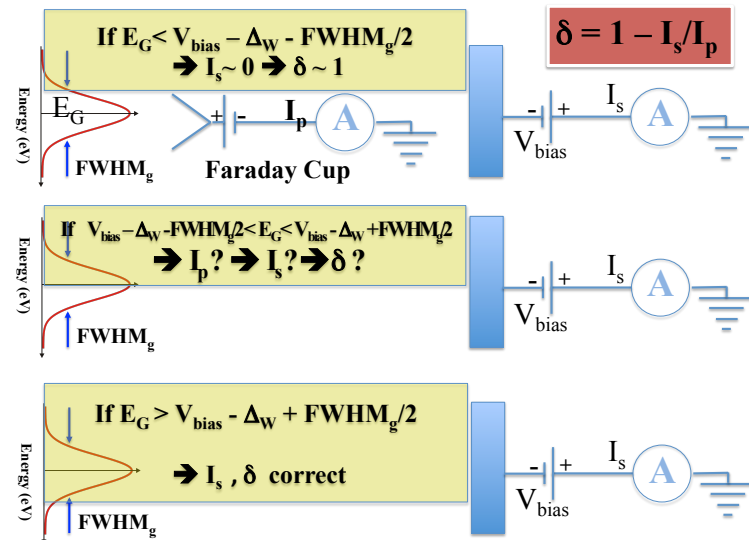 If E_G < V_bias – Δ_W - FWHM_g/2
➔ I_s ~ 0 ➔ δ ~ 1
δ = 1 – I_s/I_p
Energy (eV)
E_G
FWHM_g
+ -
I_p
A
Faraday Cup
- +
V_bias
I_s
A
If V_bias – Δ_W -FWHM_g/2 < E_G < V_bias - Δ_W +FWHM_g/2
➔ I_p ? ➔ I_s ? ➔ δ ?
Energy (eV)
FWHM_g
- +
V_bias
I_s
A
If E_G > V_bias - Δ_W + FWHM_g/2
➔ I_s , δ correct
Energy (eV)
FWHM_g
- +
V_bias
I_s
A